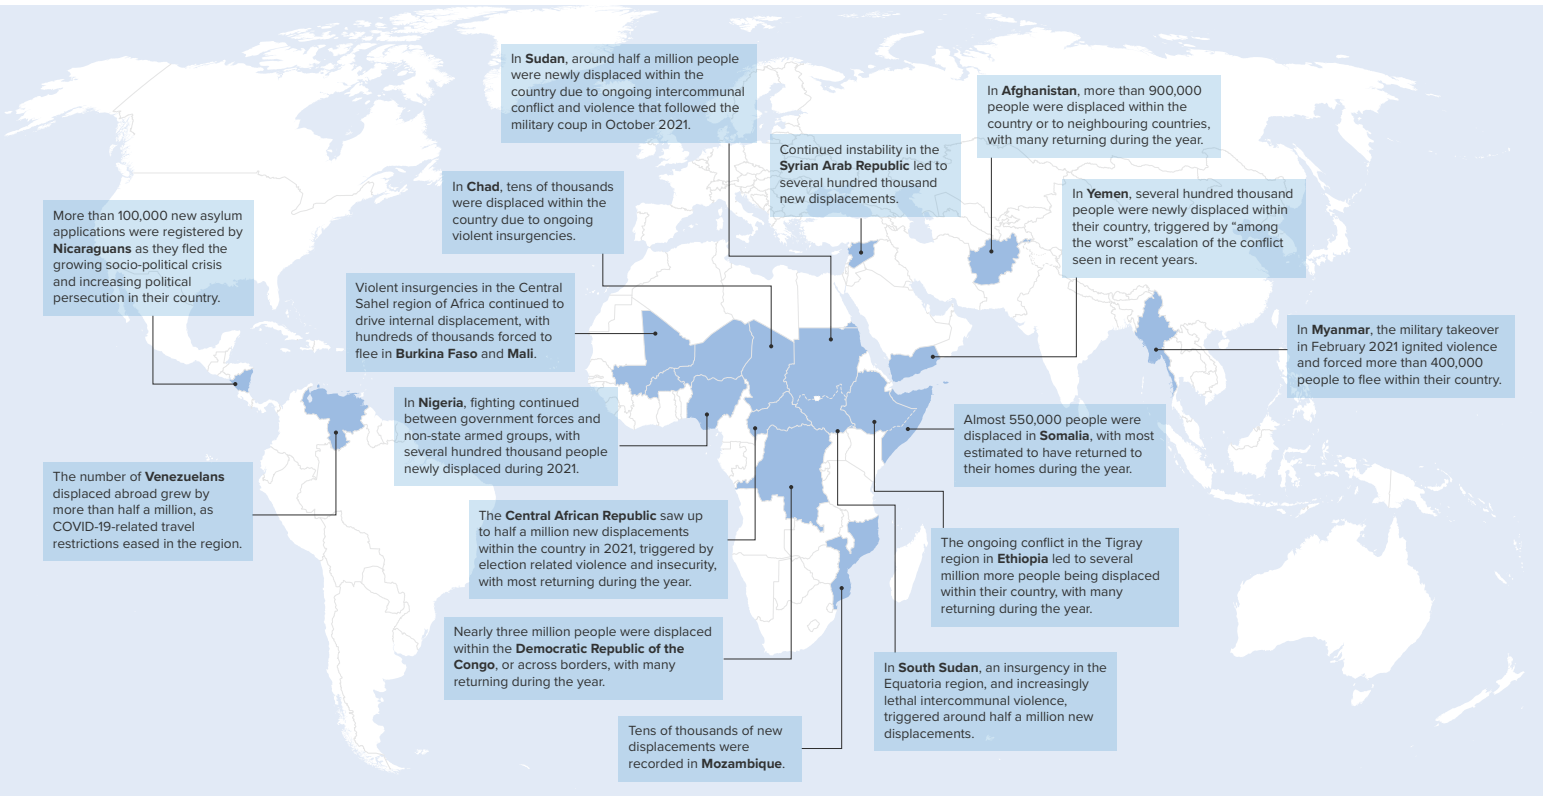 In Sudan, around half a million people
were newly displaced within the
country due to ongoing intercommunal
conflict and violence that followed the
military coup in October 2021.
In Afghanistan, more than 900,000
people were displaced within the
country or to neighbouring countries,
with many returning during the year.
Continued instability in the
Syrian Arab Republic led to
several hundred thousand
new displacements.
In Chad, tens of thousands
were displaced within the
country due to ongoing
violent insurgencies.
In Yemen, several hundred thousand
people were newly displaced within
their country, triggered by “among
the worst” escalation of the conflict
seen in recent years.
More than 100,000 new asylum
applications were registered by
Nicaraguans as they fled the
growing socio-political crisis
and increasing political
persecution in their country.
Violent insurgencies in the Central
Sahel region of Africa continued to
drive internal displacement, with
hundreds of thousands forced to
flee in Burkina Faso and Mali.
In Myanmar, the military takeover
in February 2021 ignited violence
and forced more than 400,000
people to flee within their country.
In Nigeria, fighting continued
between government forces and
non-state armed groups, with
several hundred thousand people
newly displaced during 2021.
Almost 550,000 people were
displaced in Somalia, with most
estimated to have returned to
their homes during the year.
The number of Venezuelans
displaced abroad grew by
more than half a million, as
COVID-19-related travel
restrictions eased in the region.
The Central African Republic saw up
to half a million new displacements
within the country in 2021, triggered by
election related violence and insecurity,
with most returning during the year.
The ongoing conflict in the Tigray
region in Ethiopia led to several
million more people being displaced
within their country, with many
returning during the year.
Nearly three million people were displaced
within the Democratic Republic of the
Congo, or across borders, with many
returning during the year.
In South Sudan, an insurgency in the
Equatoria region, and increasingly
lethal intercommunal violence,
triggered around half a million new
displacements.
Tens of thousands of new
displacements were
recorded in Mozambique.